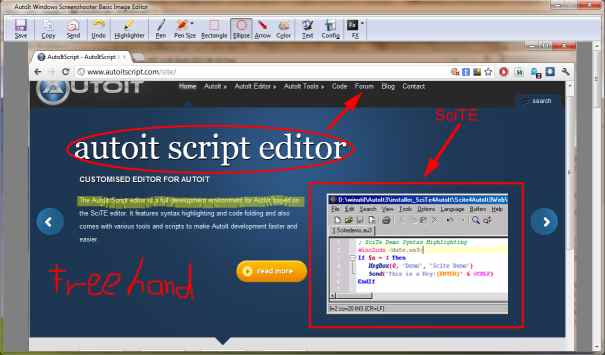 AutoIt Windows Screenshooter Basic Image Editor
Save Copy Send Undo Highlighter Pen Pen Size Rectangle Ellipse Arrow Color Text Config FX
AutoItScript - AutoItScript
www.autoitscript.com/site/
AUTOIT
Home AutoIt » AutoIt Editor » AutoIt Tools » Code Forum Blog Contact
search
SciTE
autoit script editor
CUSTOMISED EDITOR FOR AUTOIT
The AutoIt Script editor is a full development environment for AutoIt based on
the SciTE editor. It features syntax highlighting and code folding and also
comes with various tools and scripts to make AutoIt development faster and
easier.
read more
freehand
D:\winutil\AutoIt3\installer_SciTe4AutoIt\Scite4AutoIt3Web\
File Edit Search View Tools Options Language Buffers Help
1 Scitedemo.au3
; SciTE Demo Syntax Highlighting
#include <date.au3>
If $a = 1 Then
MsgBox(0, "Demo", "Scite Demo")
Send("This is a Key:{ENTER}" & @CRLF)
EndIf
li=2 co=20 INS (CR+LF)